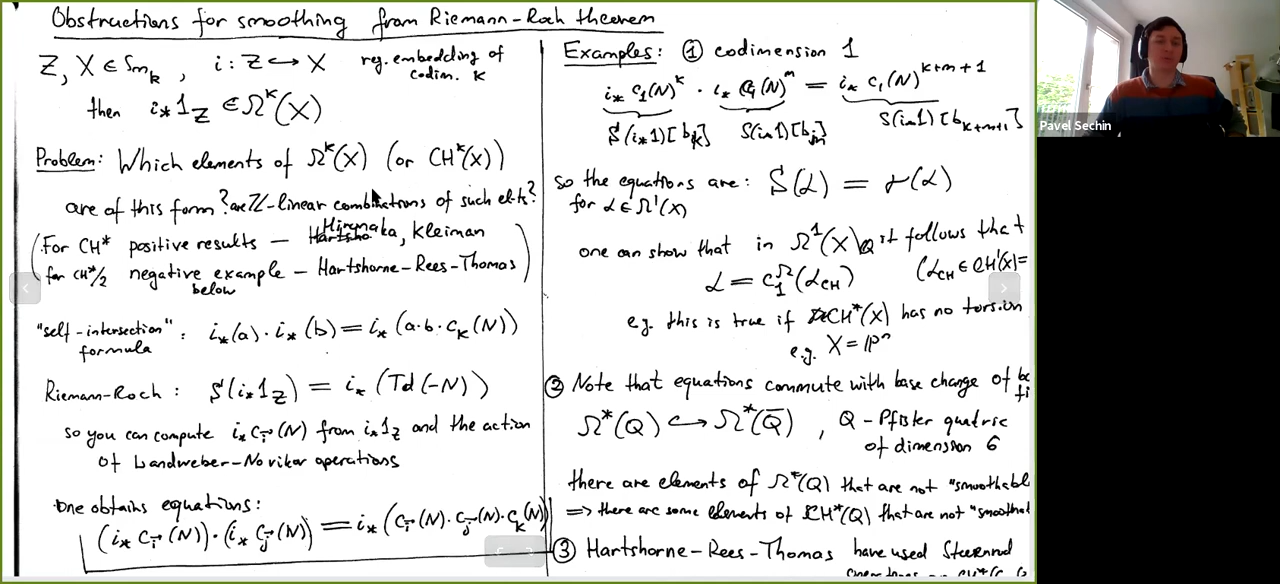 Obstructions for smoothing from Riemann-Roch theorem
Z, X ∈ Sm_k, i: Z ↪ X reg. embedding of
codim. k
then i_* 1_Z ∈ Ω^k(X)
Problem: Which elements of Ω^k(X) (or CH^k(X))
are of this form? are ℤ-linear combinations of such el-ts?
(For CH* positive results — Hironaka, Kleiman
for CH*/2 negative example — Hartshorne-Rees-Thomas)
below
"self-intersection" : i_*(a) · i_*(b) = i_*(a·b·c_k(N))
formula
Riemann-Roch : S(i_* 1_Z) = i_*(Td(-N))
so you can compute i_* c_I(N) from i_* 1_Z and the action
of Landweber-Novikov operations
One obtains equations:
(i_* c_I(N)) · (i_* c_J(N)) = i_*(c_I(N) · c_J(N) · c_k(N))
Examples: ① codimension 1
i_* c_1(N)^k · i_* c_1(N)^m = i_* c_1(N)^{k+m+1}
S(i_*1)[b_k] S(i_*1)[b_m] S(i_*1)[b_{k+m+1}]
so the equations are: S(α) = γ(α)
for α ∈ Ω^1(X)
one can show that in Ω^1(X)_Q it follows that
α = c_1^Ω(α_CH) (α_CH ∈ CH^1(X)=
e.g. this is true if CH*(X) has no torsion
e.g. X = ℙ^n
② Note that equations commute with base change of
Ω*(Q) ↪ Ω*(Q̄), Q - Pfister quadric
of dimension 6
there are elements of Ω*(Q) that are not "smoothabl
⇒ there are some elements of CH*(Q) that are not "smootha
③ Hartshorne-Rees-Thomas have used Steenrod
Pavel Sechin